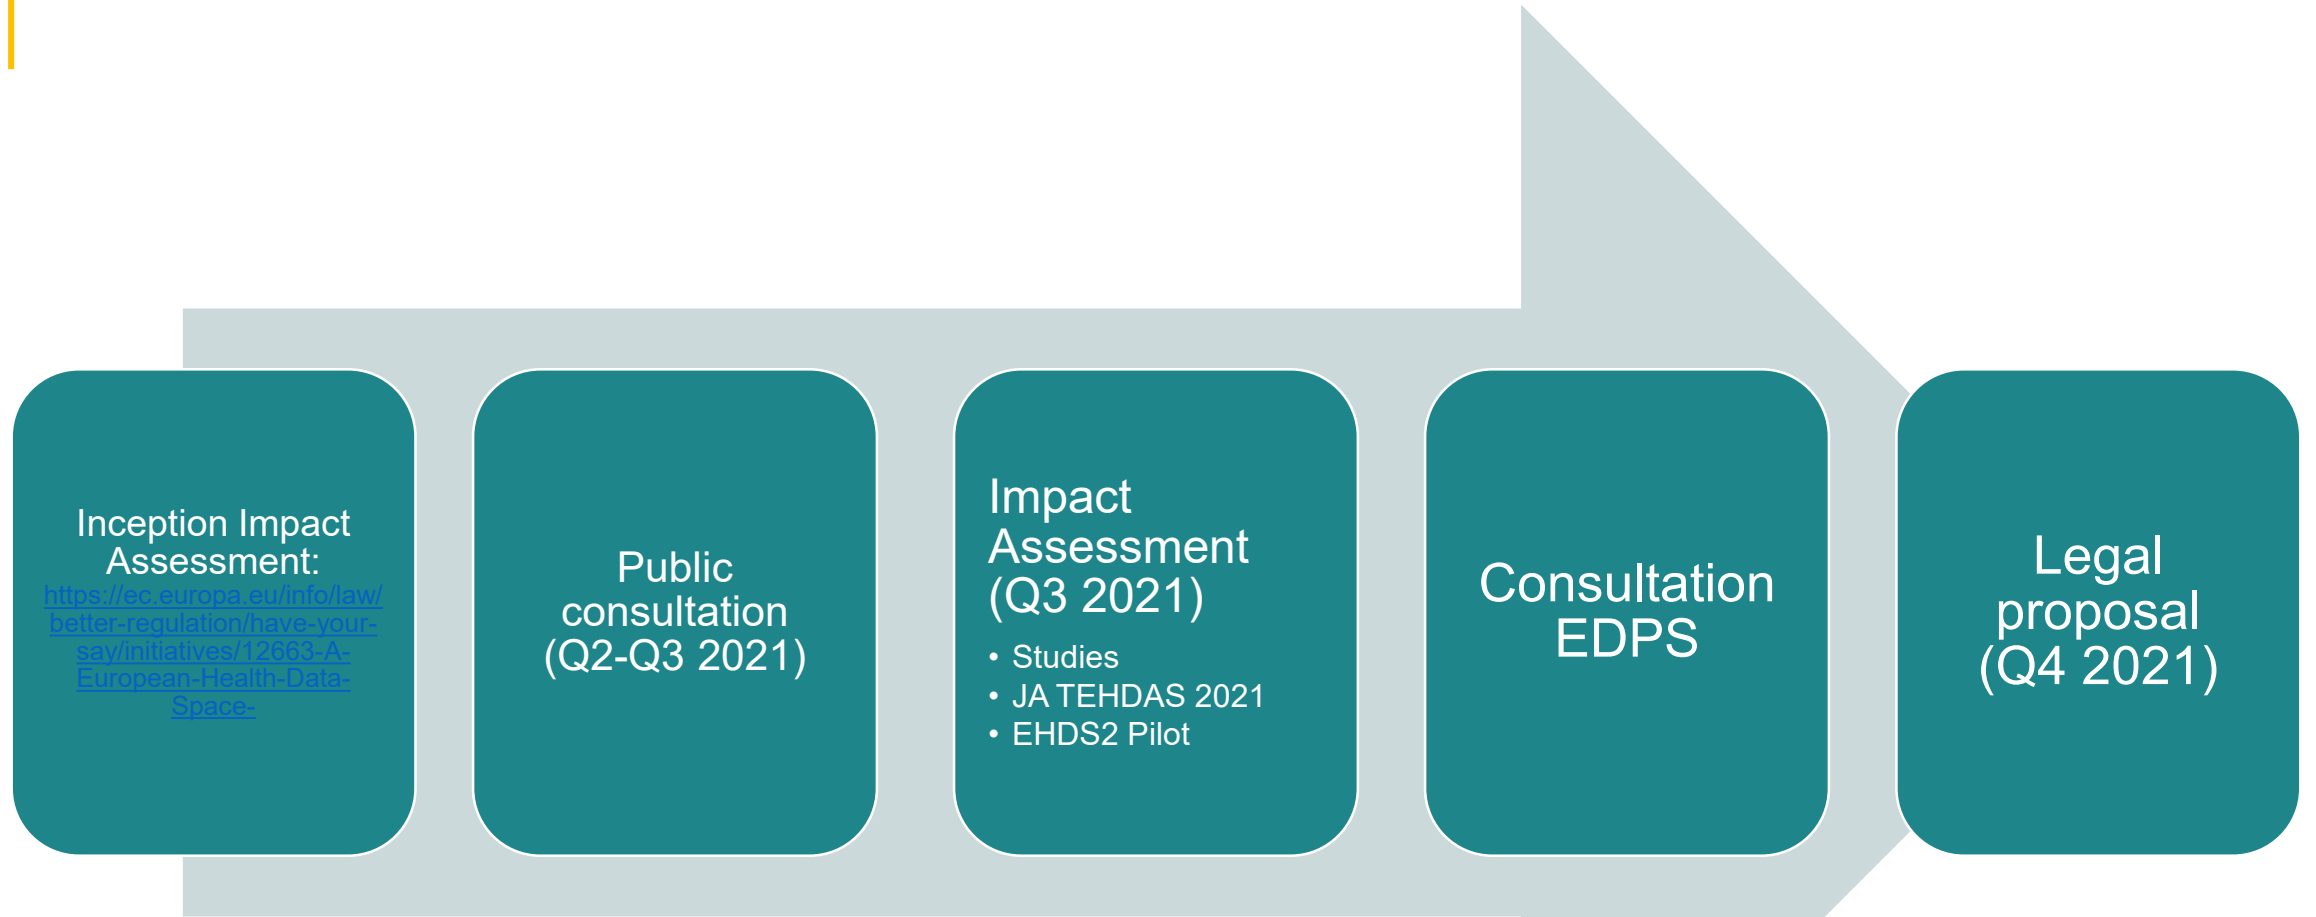 Inception Impact
Assessment:
https://ec.europa.eu/info/law/
better-regulation/have-your-
say/initiatives/12663-A-
European-Health-Data-
Space-
Public
consultation
(Q2-Q3 2021)
Impact
Assessment
(Q3 2021)
• Studies
• JA TEHDAS 2021
• EHDS2 Pilot
Consultation
EDPS
Legal
proposal
(Q4 2021)